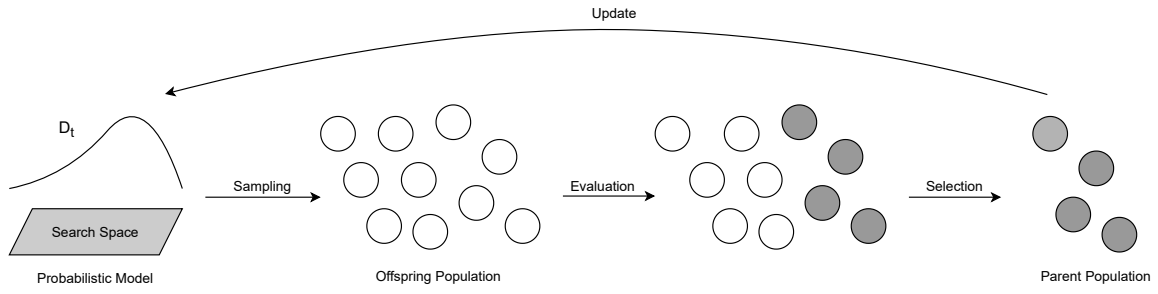 Update
D_t
Sampling
Evaluation
Selection
Search Space
Probabilistic Model
Offspring Population
Parent Population